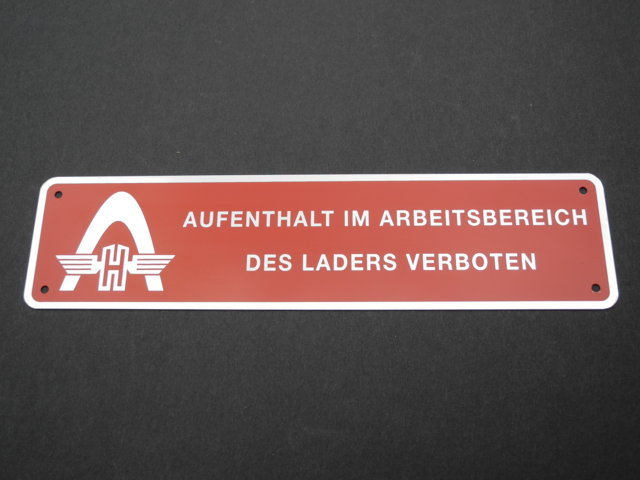 AUFENTHALT IM ARBEITSBEREICH
DES LADERS VERBOTEN
H